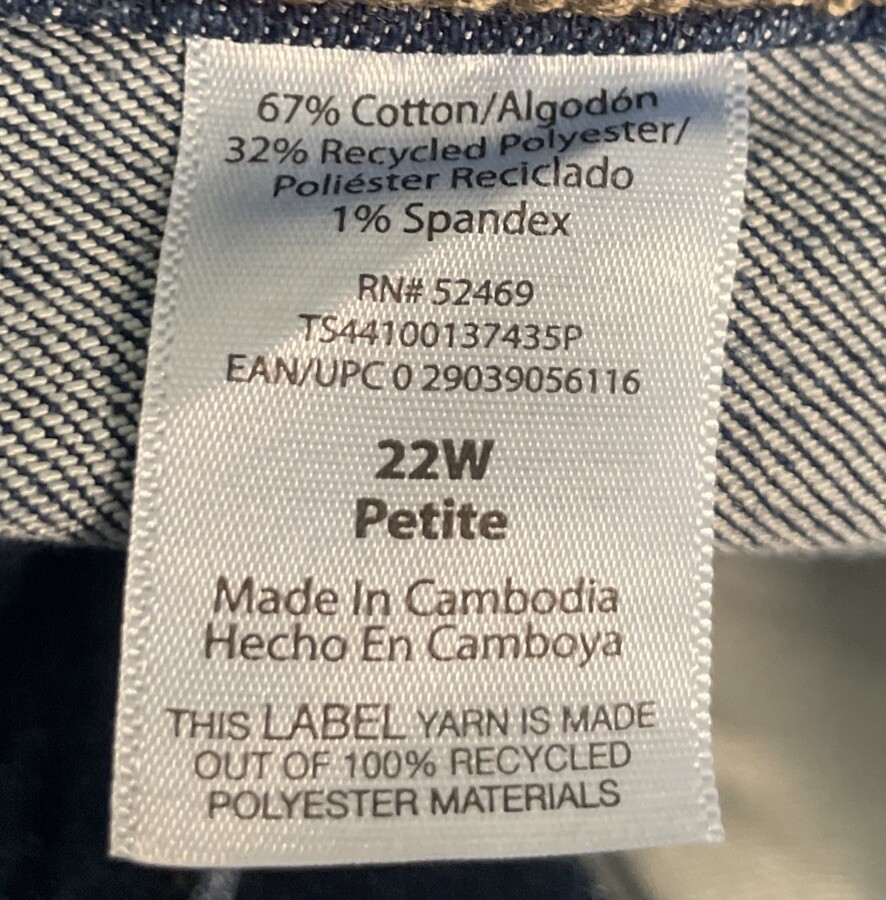 67% Cotton/Algodón
32% Recycled Polyester/
Poliéster Reciclado
1% Spandex
RN# 52469
TS44100137435P
EAN/UPC 0 29039056116
22W
Petite
Made In Cambodia
Hecho En Camboya
THIS LABEL YARN IS MADE
OUT OF 100% RECYCLED
POLYESTER MATERIALS